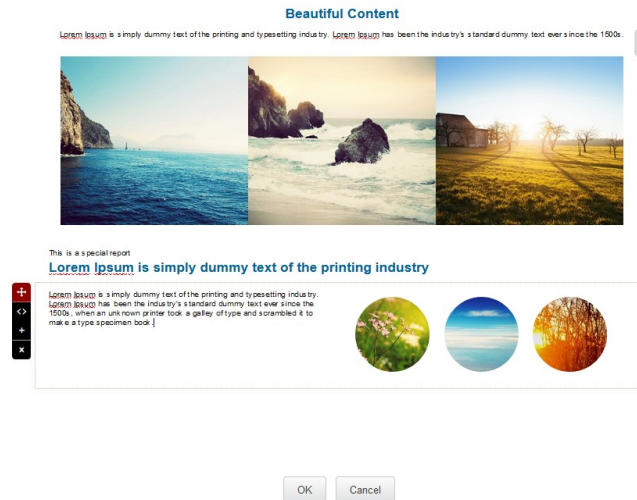 Beautiful Content
Lorem Ipsum is simply dummy text of the printing and typesetting industry. Lorem Ipsum has been the industry's standard dummy text ever since the 1500s.
This is a special report
Lorem Ipsum is simply dummy text of the printing industry
Lorem Ipsum is simply dummy text of the printing and typesetting industry.
Lorem Ipsum has been the industry's standard dummy text ever since the
1500s, when an unknown printer took a galley of type and scrambled it to
make a type specimen book.
OK
Cancel